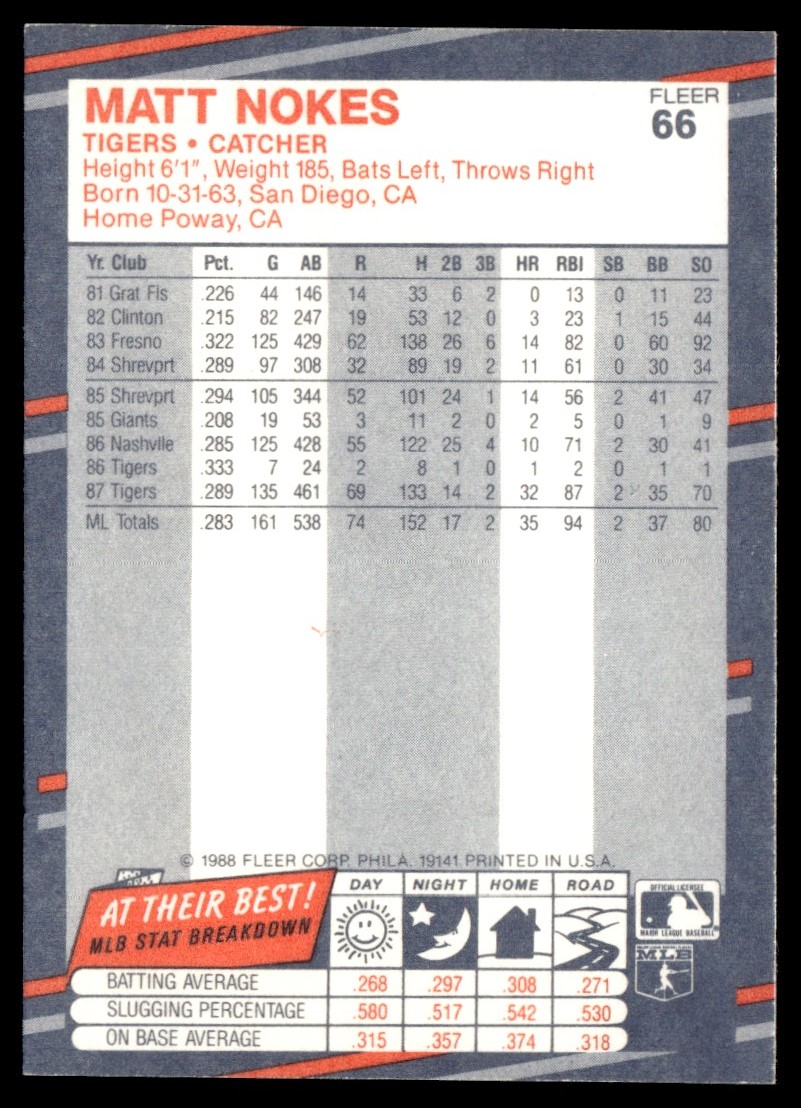 MATT NOKES
FLEER
66
TIGERS • CATCHER
Height 6'1", Weight 185, Bats Left, Throws Right
Born 10-31-63, San Diego, CA
Home Poway, CA
Yr. Club Pct. G AB R H 2B 3B HR RBI SB BB SO
81 Grat Fls .226 44 146 14 33 6 2 0 13 0 11 23
82 Clinton .215 82 247 19 53 12 0 3 23 1 15 44
83 Fresno .322 125 429 62 138 26 6 14 82 0 60 92
84 Shrevprt .289 97 308 32 89 19 2 11 61 0 30 34
85 Shrevprt .294 105 344 52 101 24 1 14 56 2 41 47
85 Giants .208 19 53 3 11 2 0 2 5 0 1 9
86 Nashvlle .285 125 428 55 122 25 4 10 71 2 30 41
86 Tigers .333 7 24 2 8 1 0 1 2 0 1 1
87 Tigers .289 135 461 69 133 14 2 32 87 2 35 70
ML Totals .283 161 538 74 152 17 2 35 94 2 37 80
© 1988 FLEER CORP. PHILA. 19141 PRINTED IN U.S.A.
AT THEIR BEST!
MLB STAT BREAKDOWN
DAY NIGHT HOME ROAD
BATTING AVERAGE .268 .297 .308 .271
SLUGGING PERCENTAGE .580 .517 .542 .530
ON BASE AVERAGE .315 .357 .374 .318
OFFICIAL LICENSEE
MAJOR LEAGUE BASEBALL
MLB